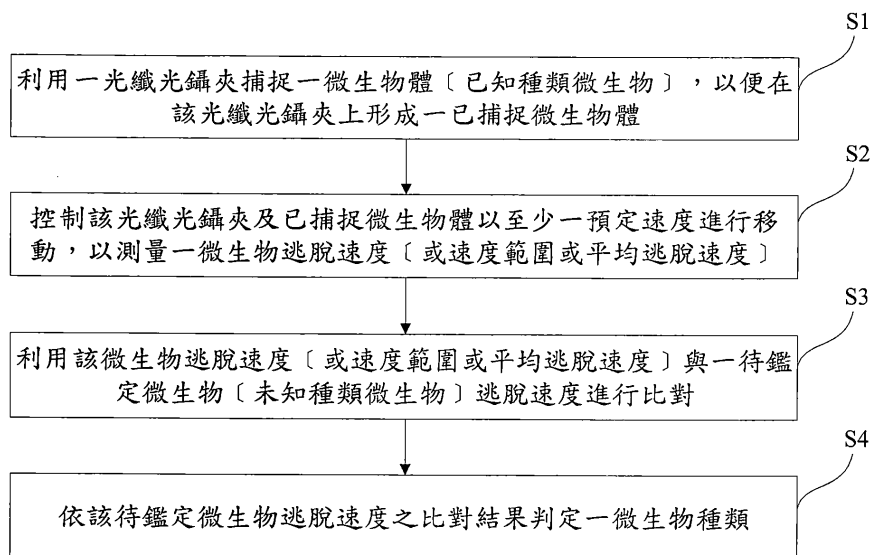 S1
利用一光纖光鑷夾捕捉一微生物體〔已知種類微生物〕，以便在
該光纖光鑷夾上形成一已捕捉微生物體
S2
控制該光纖光鑷夾及已捕捉微生物體以至少一預定速度進行移
動，以測量一微生物逃脫速度〔或速度範圍或平均逃脫速度〕
S3
利用該微生物逃脫速度〔或速度範圍或平均逃脫速度〕與一待鑑
定微生物〔未知種類微生物〕逃脫速度進行比對
S4
依該待鑑定微生物逃脫速度之比對結果判定一微生物種類